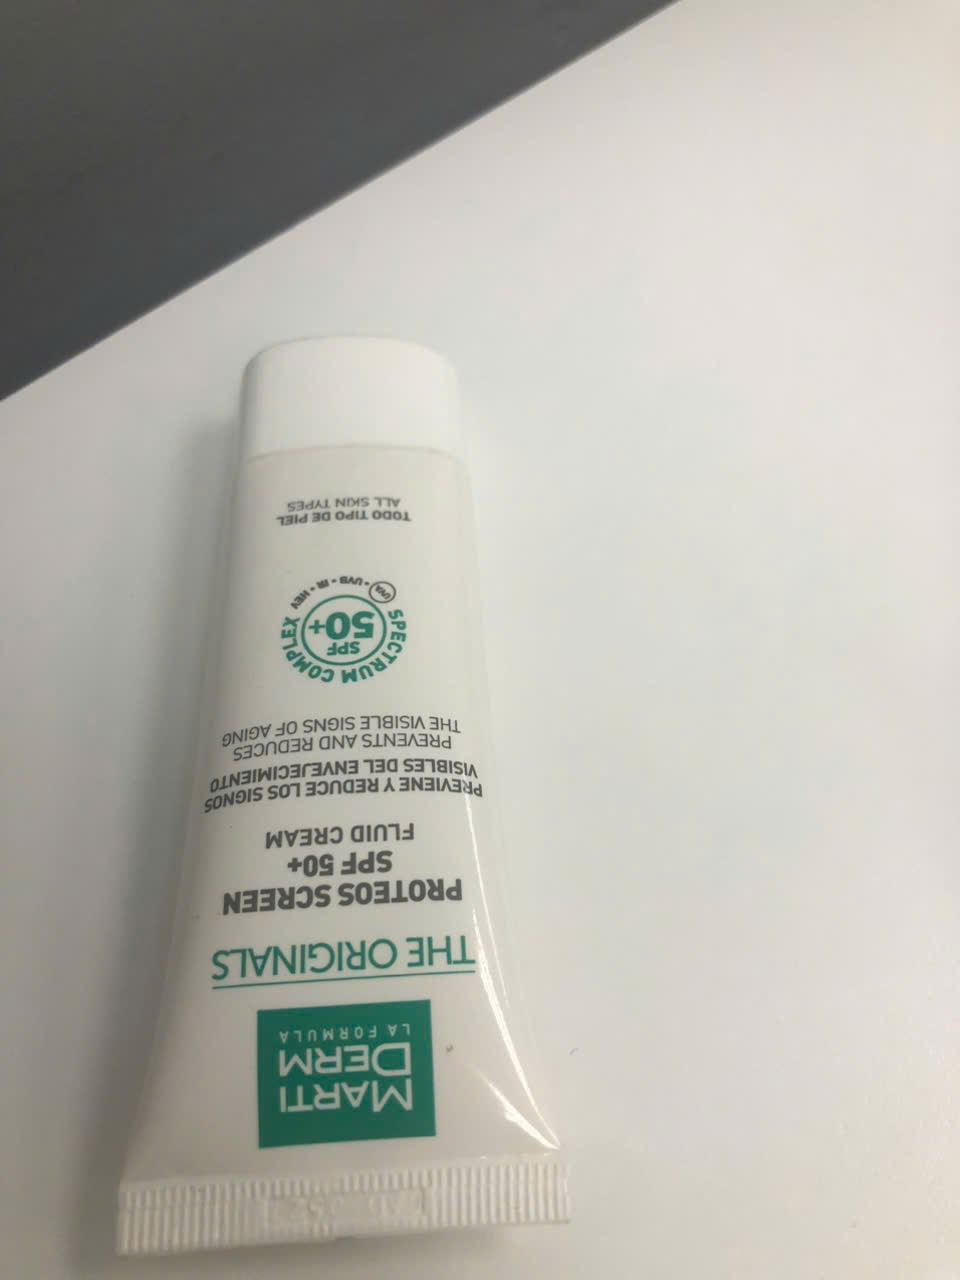 MARTI
DERM
LA FORMULA
THE ORIGINALS
PROTEOS SCREEN
SPF 50+
FLUID CREAM
PREVIENE Y REDUCE LOS SIGNOS
VISIBLES DEL ENVEJECIMIENTO
PREVENTS AND REDUCES
THE VISIBLE SIGNS OF AGING
SPECTRUM COMPLEX
SPF
50+
UVA • UVB • IR • HEV
TODO TIPO DE PIEL
ALL SKIN TYPES